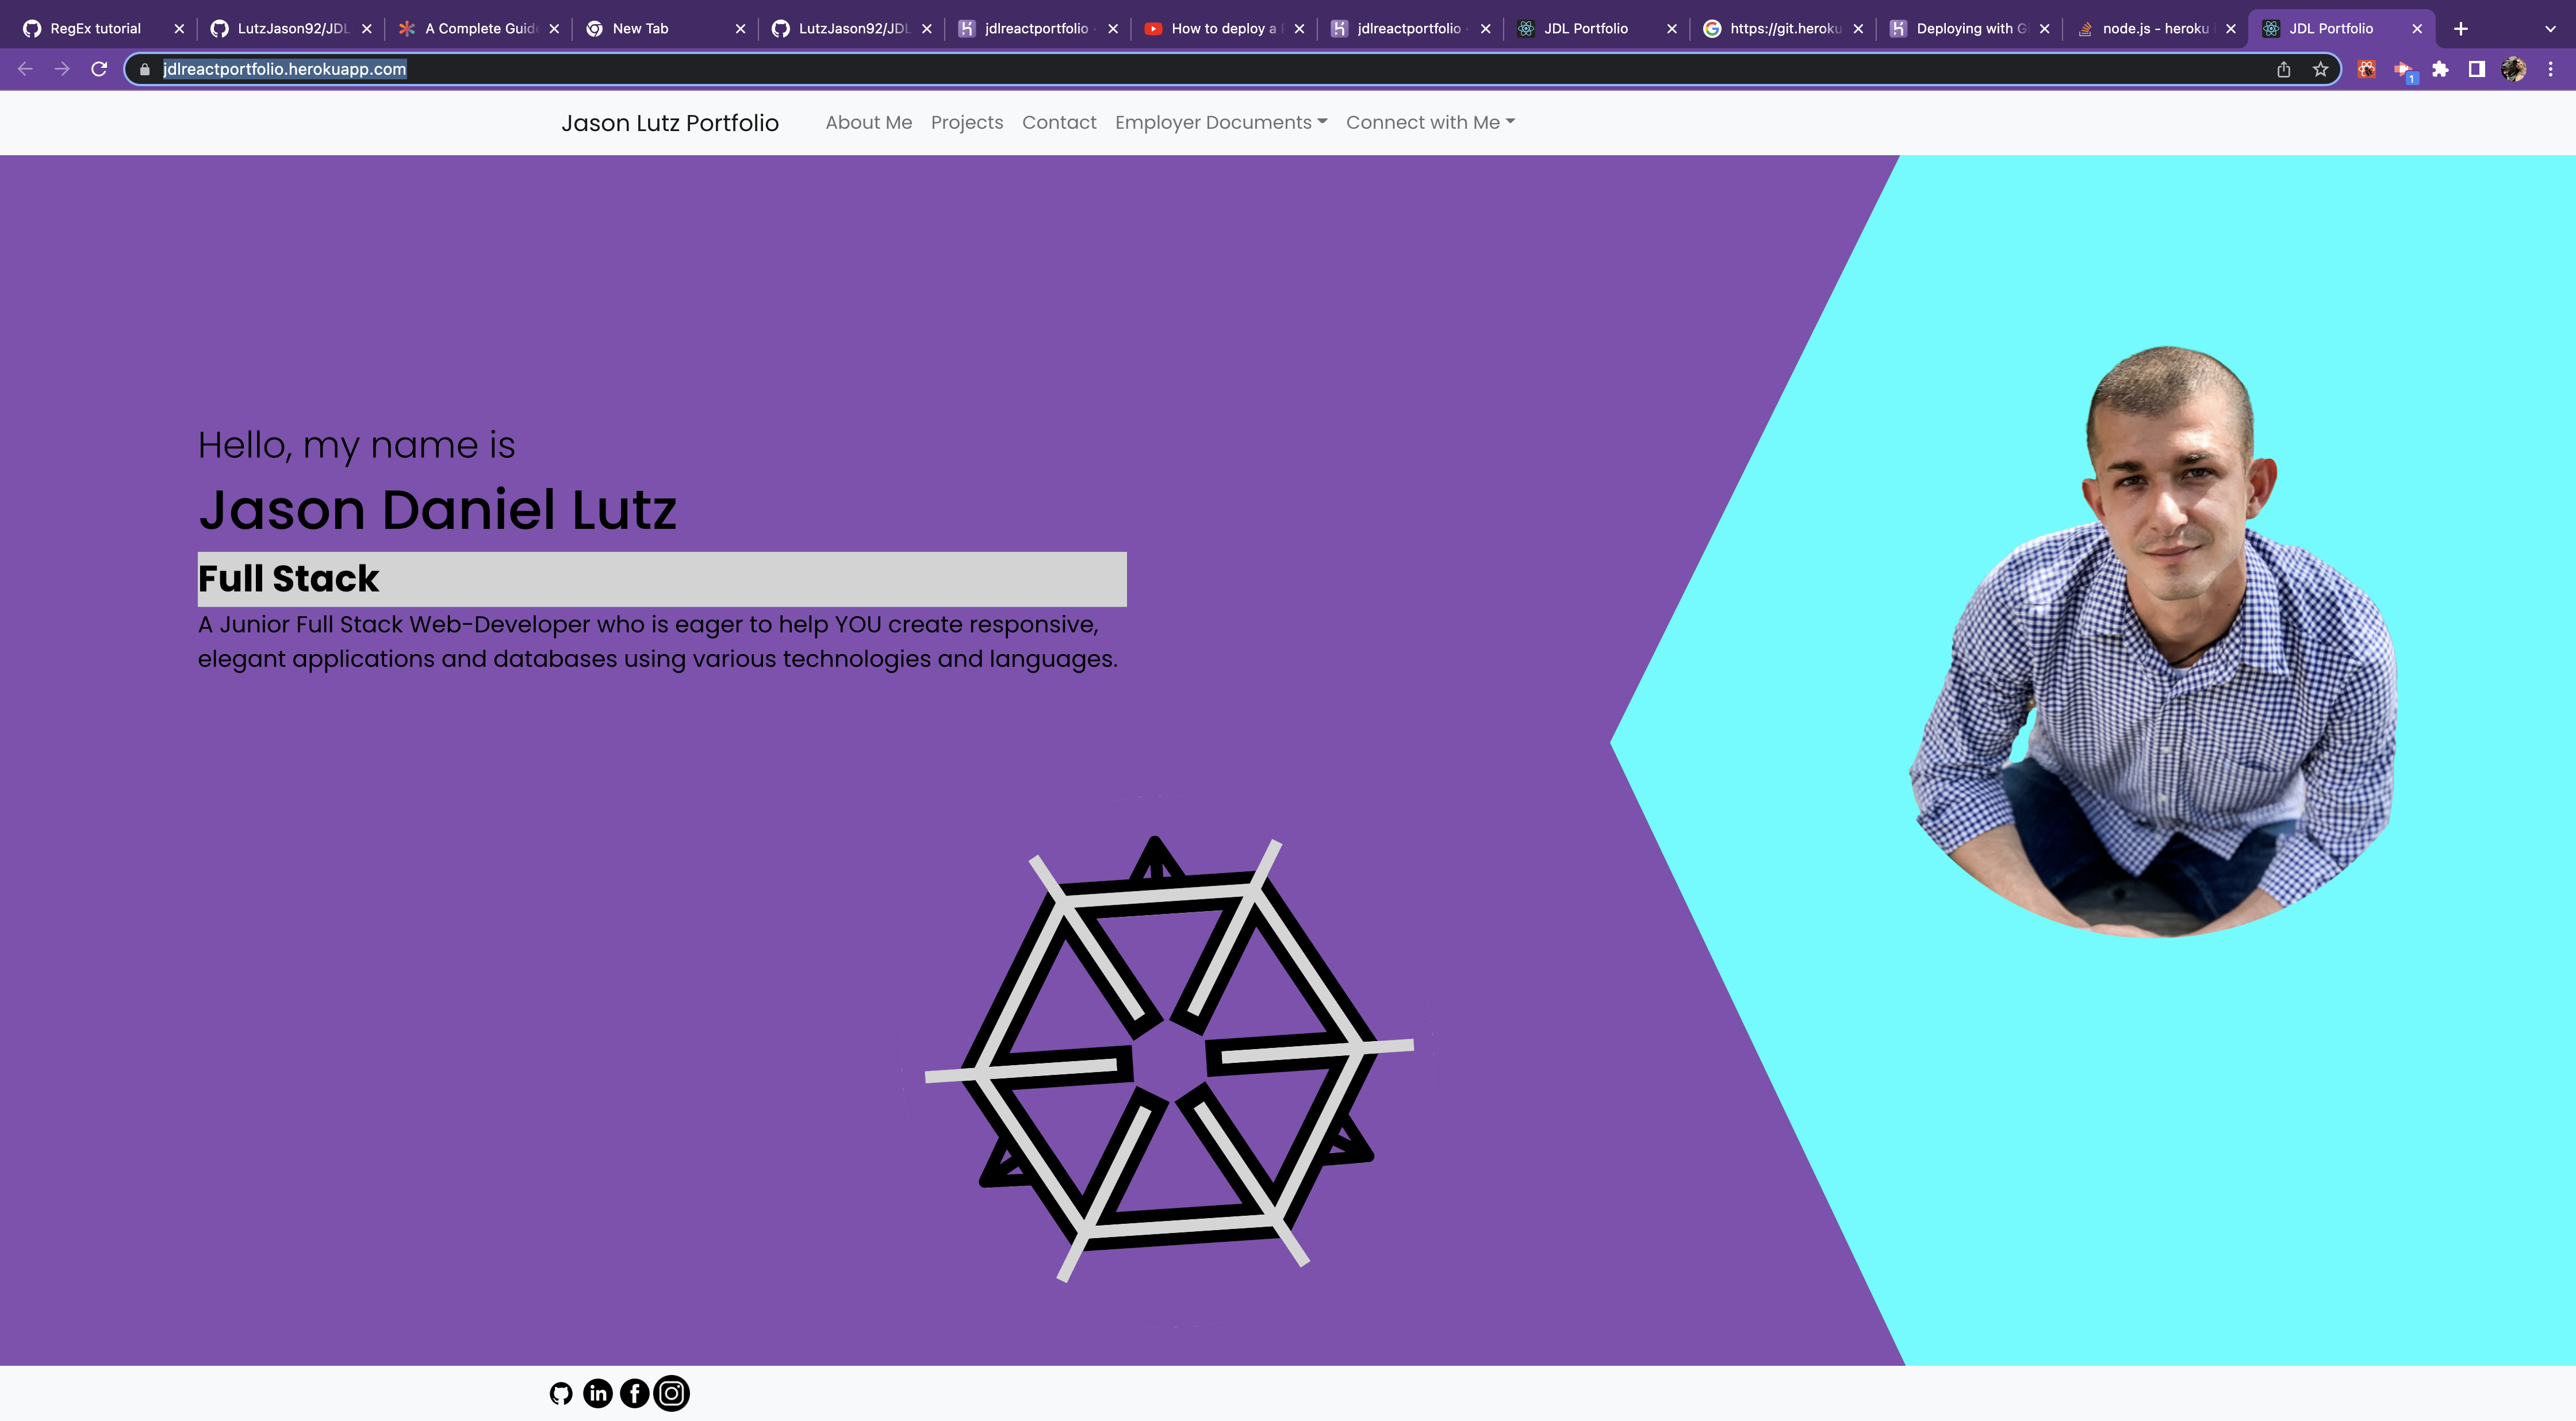 RegEx tutorial
LutzJason92/JDL
A Complete Guide
New Tab
LutzJason92/JDL
jdlreactportfolio
How to deploy a
jdlreactportfolio
JDL Portfolio
https://git.heroku
Deploying with G
node.js - heroku
JDL Portfolio
jdlreactportfolio.herokuapp.com
1
Jason Lutz Portfolio
About Me
Projects
Contact
Employer Documents
Connect with Me
Hello, my name is
Jason Daniel Lutz
Full Stack
A Junior Full Stack Web-Developer who is eager to help YOU create responsive,
elegant applications and databases using various technologies and languages.